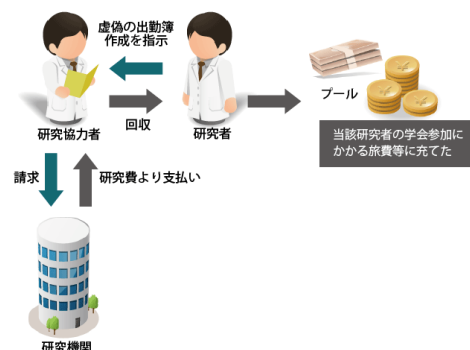 虚偽の出勤簿
作成を指示
研究協力者
回収
研究者
プール
当該研究者の学会参加に
かかる旅費等に充てた
請求
研究費より支払い
研究機関